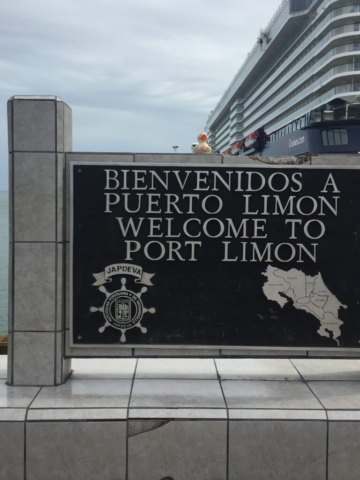 BIENVENIDOS A
PUERTO LIMON
WELCOME TO
PORT LIMON
JAPDEVA